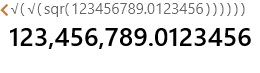 √( √( sqr( 123456789.0123456 ) ) ) ) ) )
123,456,789.0123456